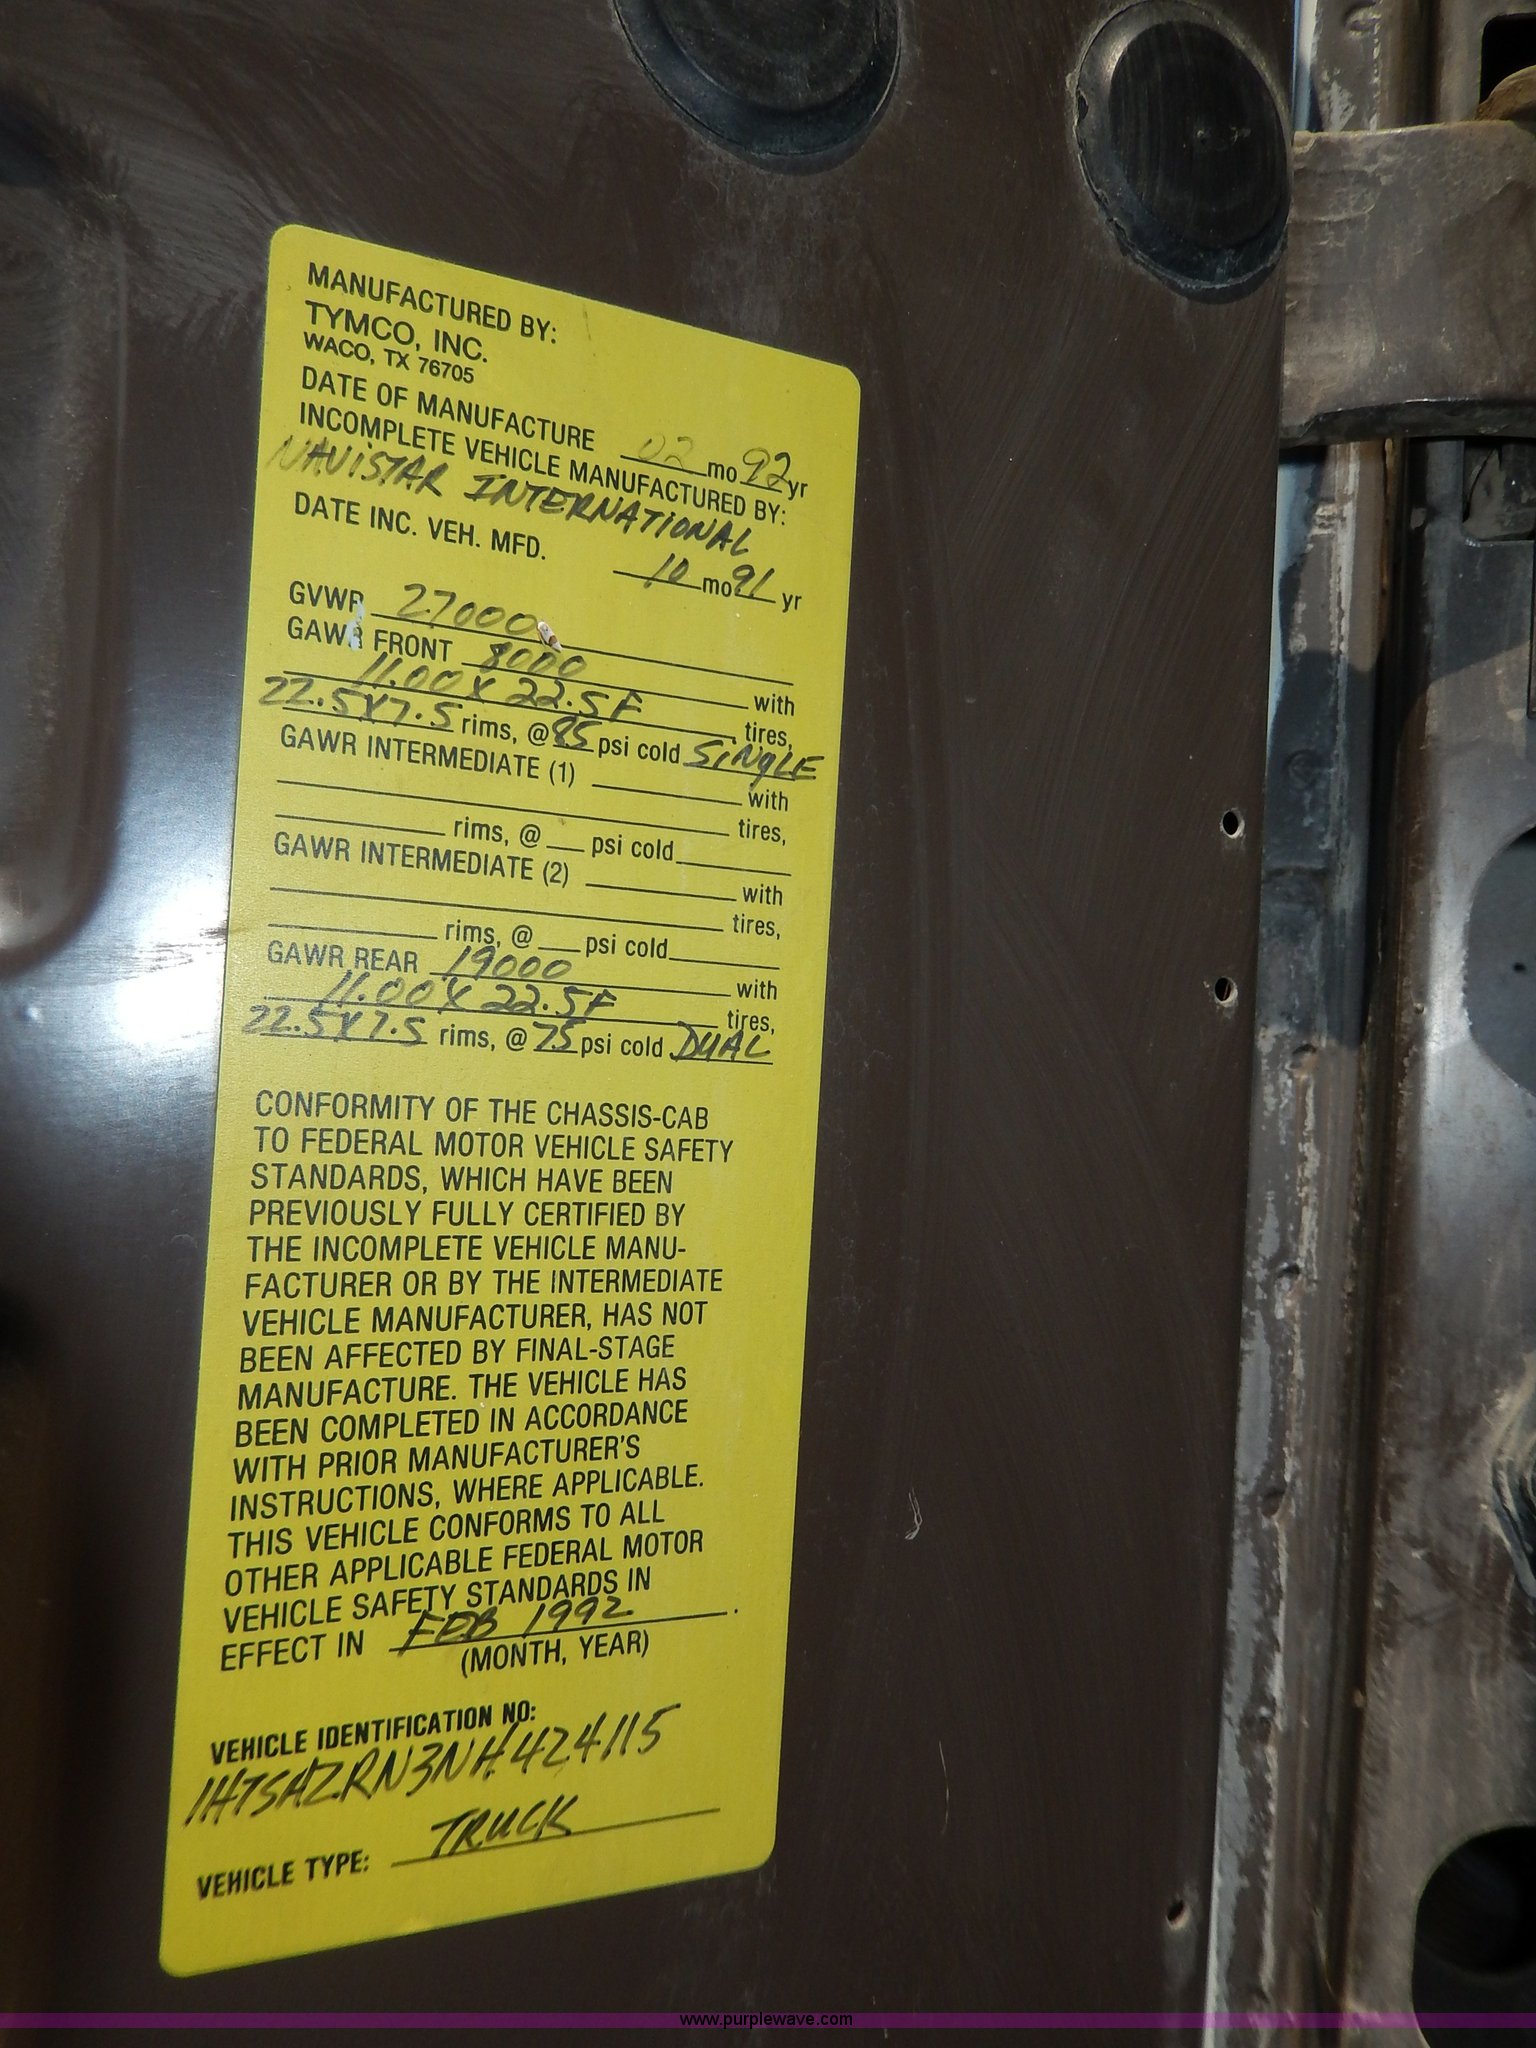 MANUFACTURED BY:
TYMCO, INC.
WACO, TX 76705
DATE OF MANUFACTURE 02 mo 92 yr
INCOMPLETE VEHICLE MANUFACTURED BY:
NAVISTAR INTERNATIONAL
DATE INC. VEH. MFD. 10 mo 91 yr
GVWR 27000
GAWR FRONT 8000 with
11.00 X 22.5 F tires,
22.5X7.5 rims, @ 85 psi cold SiNgLE
GAWR INTERMEDIATE (1) with
tires,
rims, @ psi cold
GAWR INTERMEDIATE (2) with
tires,
rims, @ psi cold
GAWR REAR 19000 with
11.00 X 22.5 F tires,
22.5X7.5 rims, @ 75 psi cold DUAL
CONFORMITY OF THE CHASSIS-CAB
TO FEDERAL MOTOR VEHICLE SAFETY
STANDARDS, WHICH HAVE BEEN
PREVIOUSLY FULLY CERTIFIED BY
THE INCOMPLETE VEHICLE MANU-
FACTURER OR BY THE INTERMEDIATE
VEHICLE MANUFACTURER, HAS NOT
BEEN AFFECTED BY FINAL-STAGE
MANUFACTURE. THE VEHICLE HAS
BEEN COMPLETED IN ACCORDANCE
WITH PRIOR MANUFACTURER'S
INSTRUCTIONS, WHERE APPLICABLE.
THIS VEHICLE CONFORMS TO ALL
OTHER APPLICABLE FEDERAL MOTOR
VEHICLE SAFETY STANDARDS IN
EFFECT IN FEB 1992.
(MONTH, YEAR)
VEHICLE IDENTIFICATION NO:
1HTSAZRN3NH424115
VEHICLE TYPE: TRUCK
www.purplewave.com